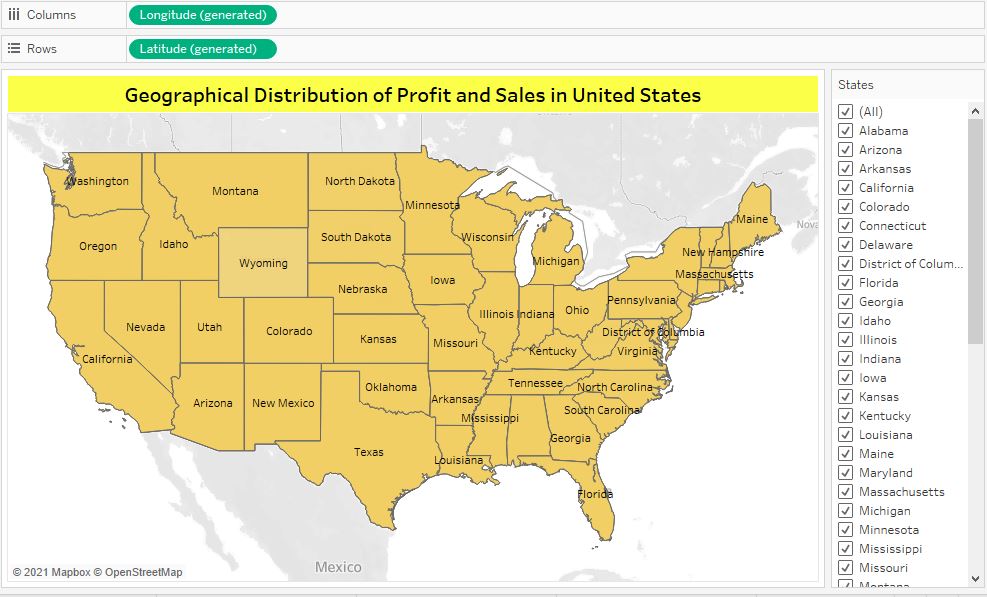 Columns
Longitude (generated)
Rows
Latitude (generated)
Geographical Distribution of Profit and Sales in United States
Washington
Montana
North Dakota
Minnesota
Maine
Oregon
Idaho
Wyoming
South Dakota
Wisconsin
Michigan
New Hampshire
Massachusetts
Nova
Nebraska
Iowa
Nevada
Utah
Colorado
Kansas
Illinois
Indiana
Ohio
Pennsylvania
District of Columbia
California
Missouri
Kentucky
Virginia
Arizona
New Mexico
Oklahoma
Arkansas
Tennessee
North Carolina
South Carolina
Mississippi
Georgia
Texas
Louisiana
Florida
Mexico
© 2021 Mapbox © OpenStreetMap
States
(All)
Alabama
Arizona
Arkansas
California
Colorado
Connecticut
Delaware
District of Colum...
Florida
Georgia
Idaho
Illinois
Indiana
Iowa
Kansas
Kentucky
Louisiana
Maine
Maryland
Massachusetts
Michigan
Minnesota
Mississippi
Missouri
Montana